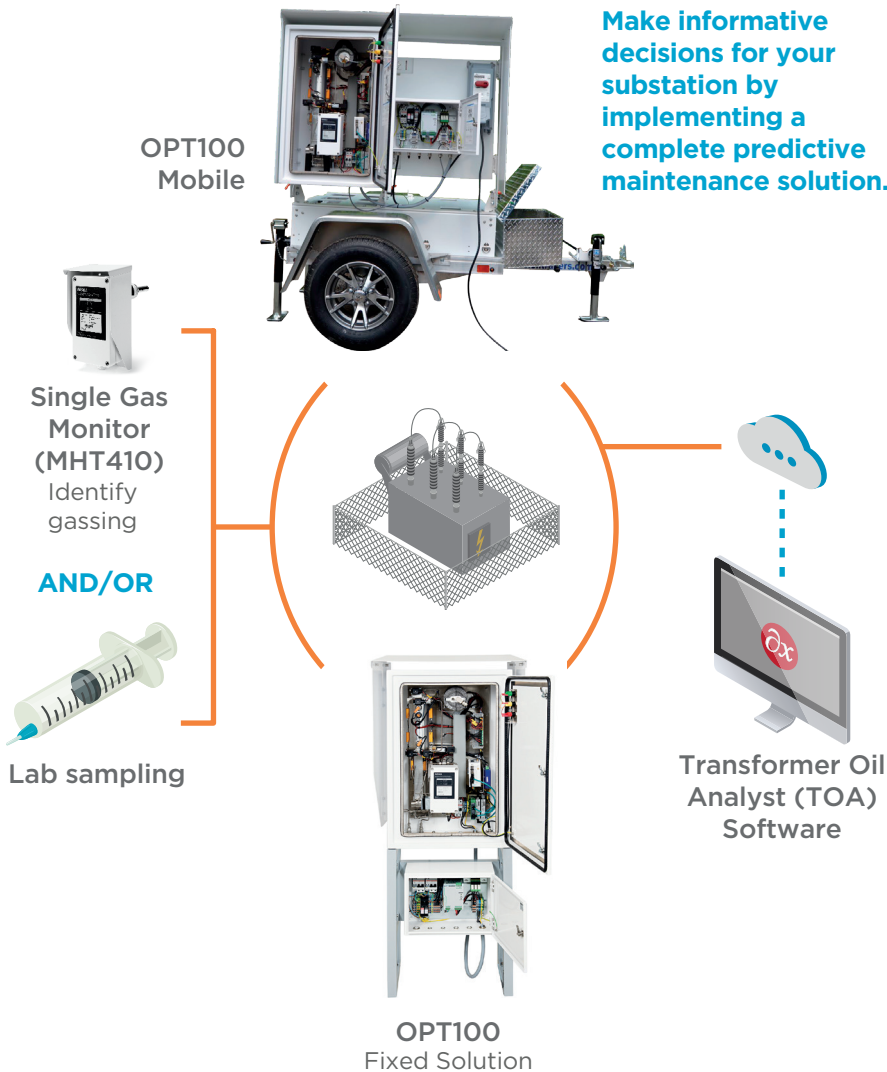 Make informative
decisions for your
substation by
implementing a
complete predictive
maintenance solution.
OPT100
Mobile
Single Gas
Monitor
(MHT410)
Identify
gassing
AND/OR
Lab sampling
∂x
Transformer Oil
Analyst (TOA)
Software
OPT100
Fixed Solution